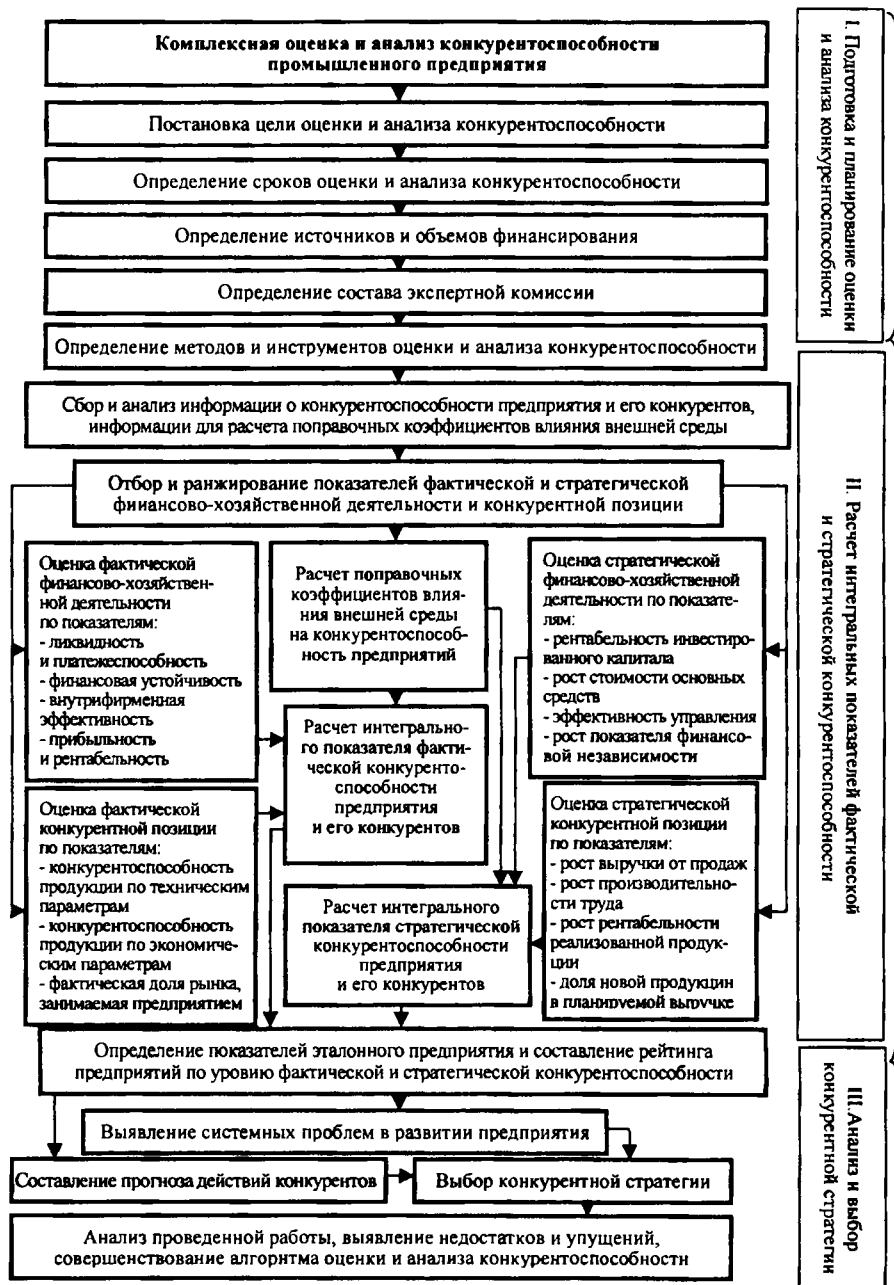 Комплексная оценка и анализ конкурентоспособности
промышленного предприятия
Постановка цели оценки и анализа конкурентоспособности
Определение сроков оценки и анализа конкурентоспособности
Определение источников и объемов финансирования
Определение состава экспертной комиссии
Определение методов и инструментов оценки и анализа конкурентоспособности
I. Подготовка и планирование оценки
и анализа конкурентоспособности
Сбор и анализ информации о конкурентоспособности предприятия и его конкурентов,
информации для расчета поправочных коэффициентов влияния внешней среды
Отбор и ранжирование показателей фактической и стратегической
финансово-хозяйственной деятельности и конкурентной позиции
Оценка фактической
финансово-хозяйствен-
ной деятельности
по показателям:
- ликвидность
и платежеспособность
- финансовая устойчивость
- внутрифирменная
эффективность
- прибыльность
и рентабельность
Расчет поправочных
коэффициентов влия-
ния внешней среды
на конкурентоспособ-
ность предприятий
Оценка стратегической
финансово-хозяйственной
деятельности по показате-
лям:
- рентабельность инвестиро-
ванного капитала
- рост стоимости основных
средств
- эффективность управления
- рост показателя финансо-
вой независимости
Расчет интегрально-
го показателя факти-
ческой конкуренто-
способности
предприятия
и его конкурентов
Оценка фактической
конкурентной позиции
по показателям:
- конкурентоспособность
продукции по техническим
параметрам
- конкурентоспособность
продукции по экономиче-
ским параметрам
- фактическая доля рынка,
занимаемая предприятием
Расчет интегрального
показателя стратегической
конкурентоспособности
предприятия
и его конкурентов
Оценка стратегической
конкурентной позиции
по показателям:
- рост выручки от продаж
- рост производительно-
сти труда
- рост рентабельности
реализованной продук-
ции
- доля новой продукции
в планируемой выручке
II. Расчет интегральных показателей фактической
и стратегической конкурентоспособности
Определение показателей эталонного предприятия и составление рейтинга
предприятий по уровню фактической и стратегической конкурентоспособности
Выявление системных проблем в развитии предприятия
Составление прогноза действий конкурентов
Выбор конкурентной стратегии
Анализ проведенной работы, выявление недостатков и упущений,
совершенствование алгоритма оценки и анализа конкурентоспособности
III. Анализ и выбор
конкурентной стратегии